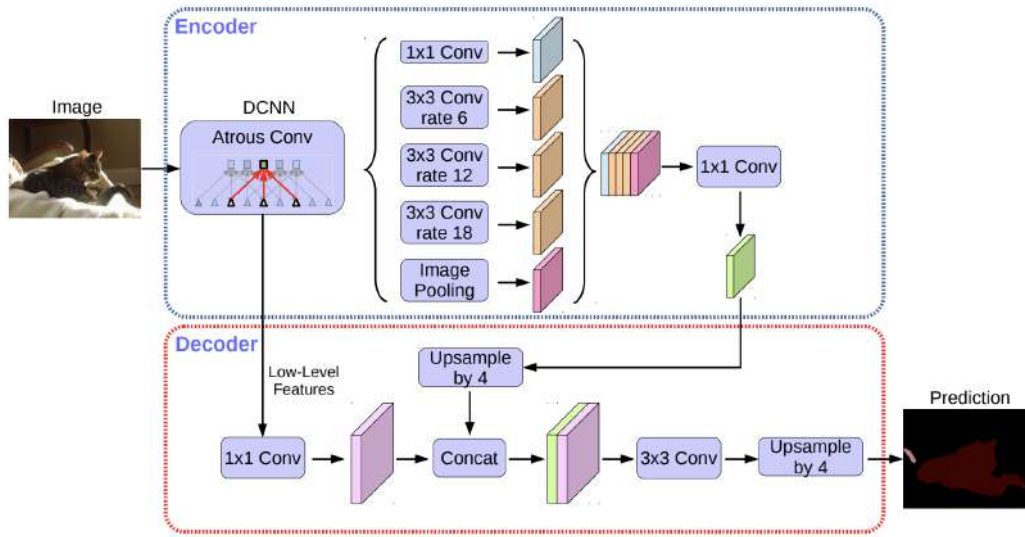 Encoder
Image
DCNN
Atrous Conv
1x1 Conv
3x3 Conv
rate 6
3x3 Conv
rate 12
3x3 Conv
rate 18
Image
Pooling
1x1 Conv
Decoder
Low-Level
Features
Upsample
by 4
1x1 Conv
Concat
3x3 Conv
Upsample
by 4
Prediction